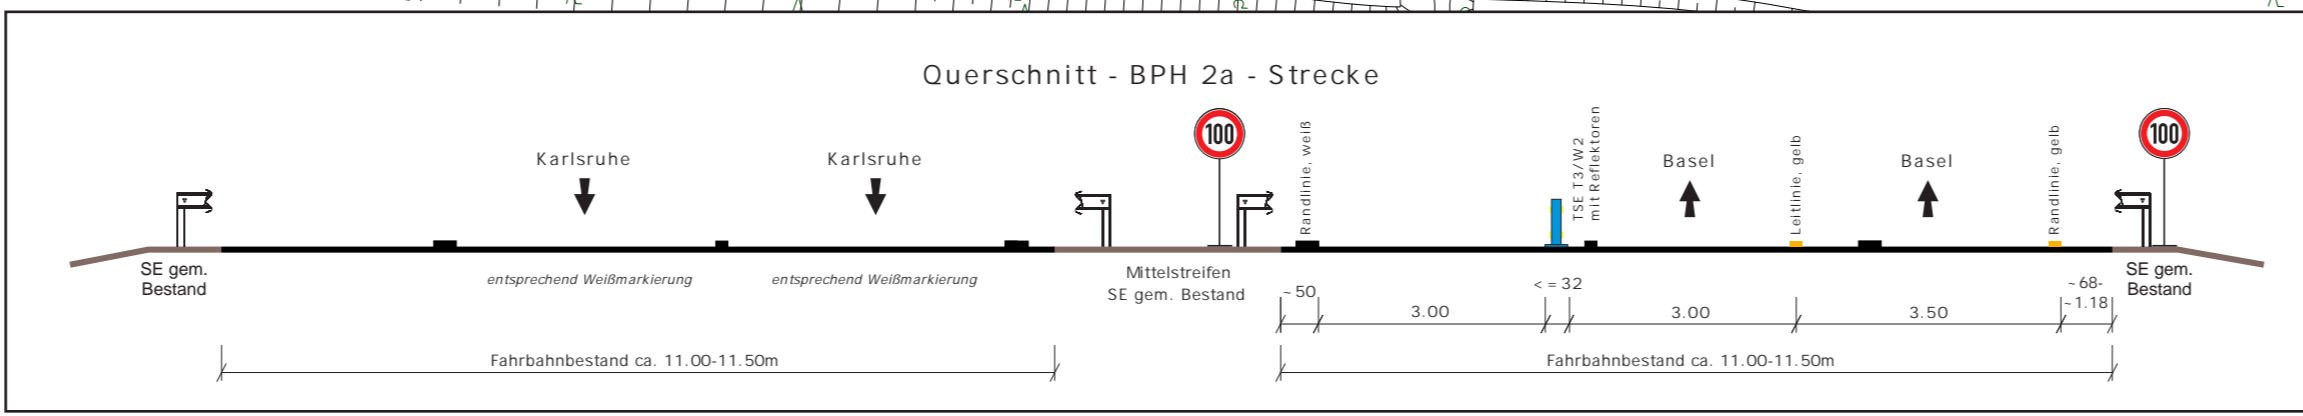 Querschnitt - BPH 2a - Strecke
Karlsruhe
Karlsruhe
100
Randlinie, weiß
TSE T3/W2
mit Reflektoren
Basel
Leitlinie, gelb
Basel
Randlinie, gelb
100
SE gem.
Bestand
entsprechend Weißmarkierung
entsprechend Weißmarkierung
Mittelstreifen
SE gem. Bestand
~50
3.00
<=32
3.00
3.50
~68-
~1.18
SE gem.
Bestand
Fahrbahnbestand ca. 11.00-11.50m
Fahrbahnbestand ca. 11.00-11.50m